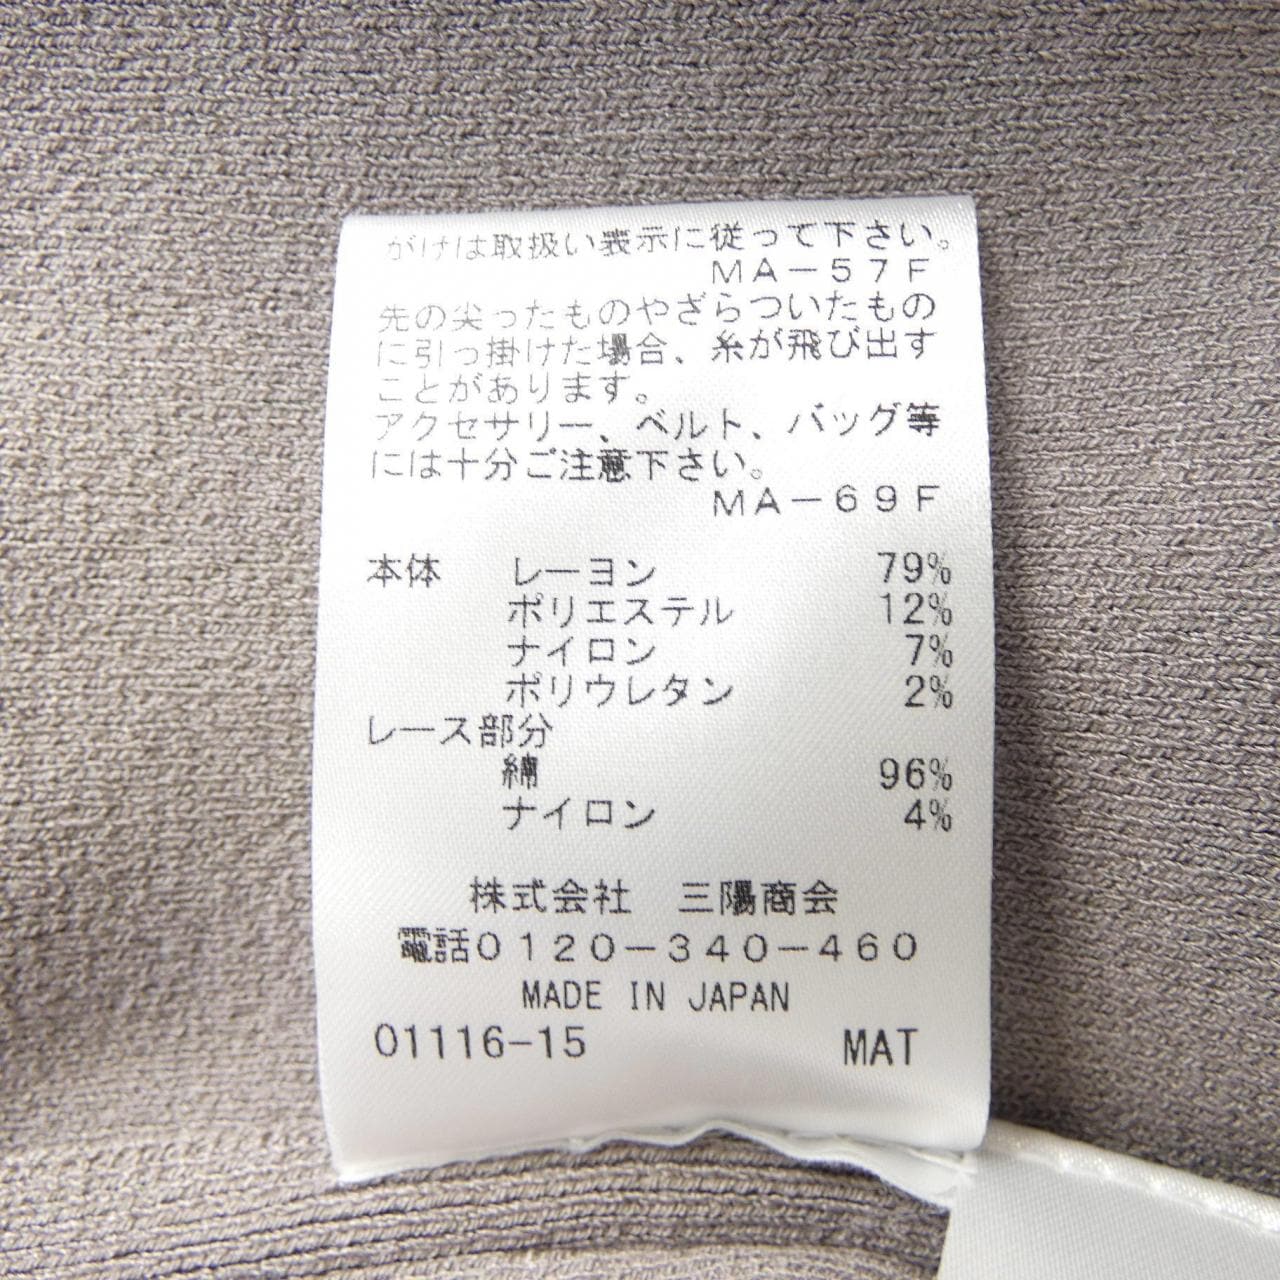 がけは取扱い表示に従って下さい。
MA-57F
先の尖ったものやざらついたもの
に引っ掛けた場合、糸が飛び出す
ことがあります。
アクセサリー、ベルト、バッグ等
には十分ご注意下さい。
MA-69F
本体 レーヨン 79%
ポリエステル 12%
ナイロン 7%
ポリウレタン 2%
レース部分
綿 96%
ナイロン 4%
株式会社 三陽商会
電話0120-340-460
MADE IN JAPAN
01116-15 MAT